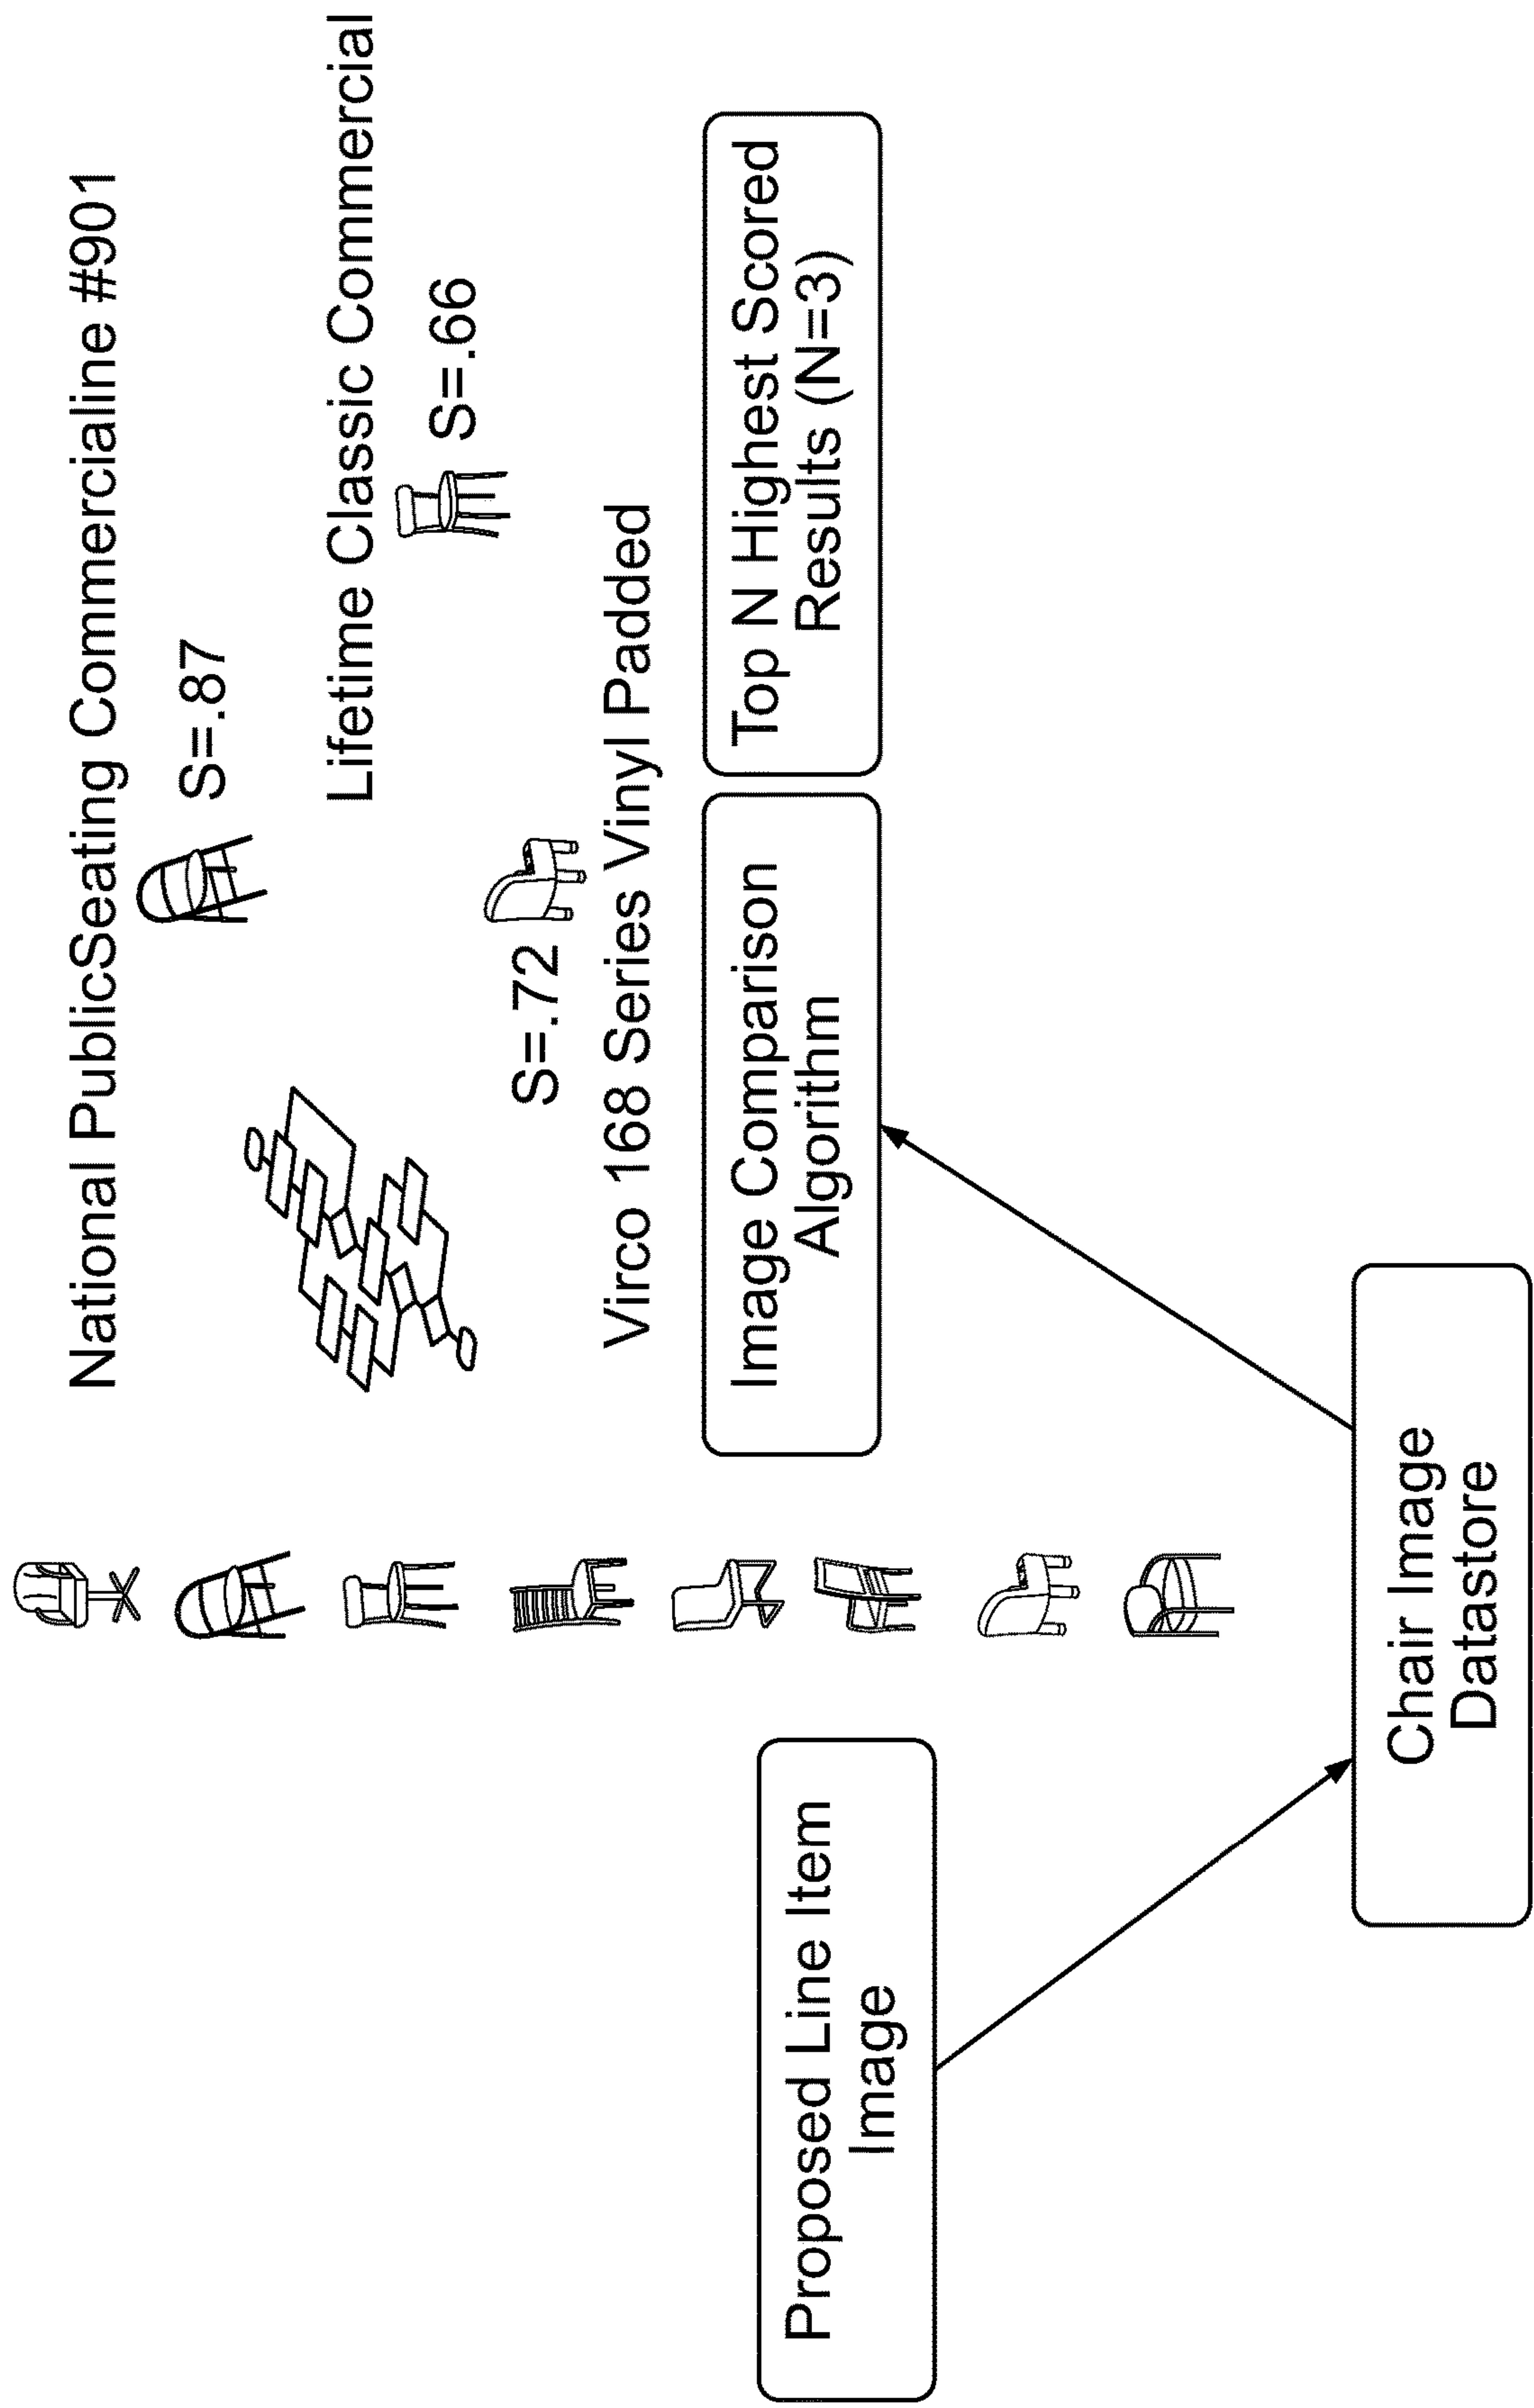 National PublicSeating Commercialine #901
S=.87
Lifetime Classic Commercial
S=.66
S=.72
Virco 168 Series Vinyl Padded
Proposed Line Item
Image
Image Comparison
Algorithm
Top N Highest Scored
Results (N=3)
Chair Image
Datastore